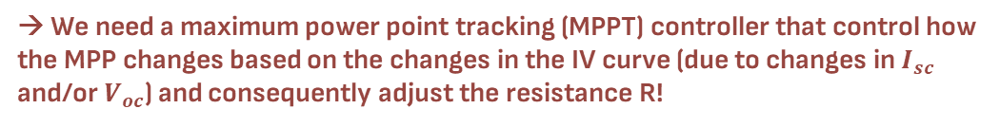 → We need a maximum power point tracking (MPPT) controller that control how
the MPP changes based on the changes in the IV curve (due to changes in I_sc
and/or V_oc) and consequently adjust the resistance R!